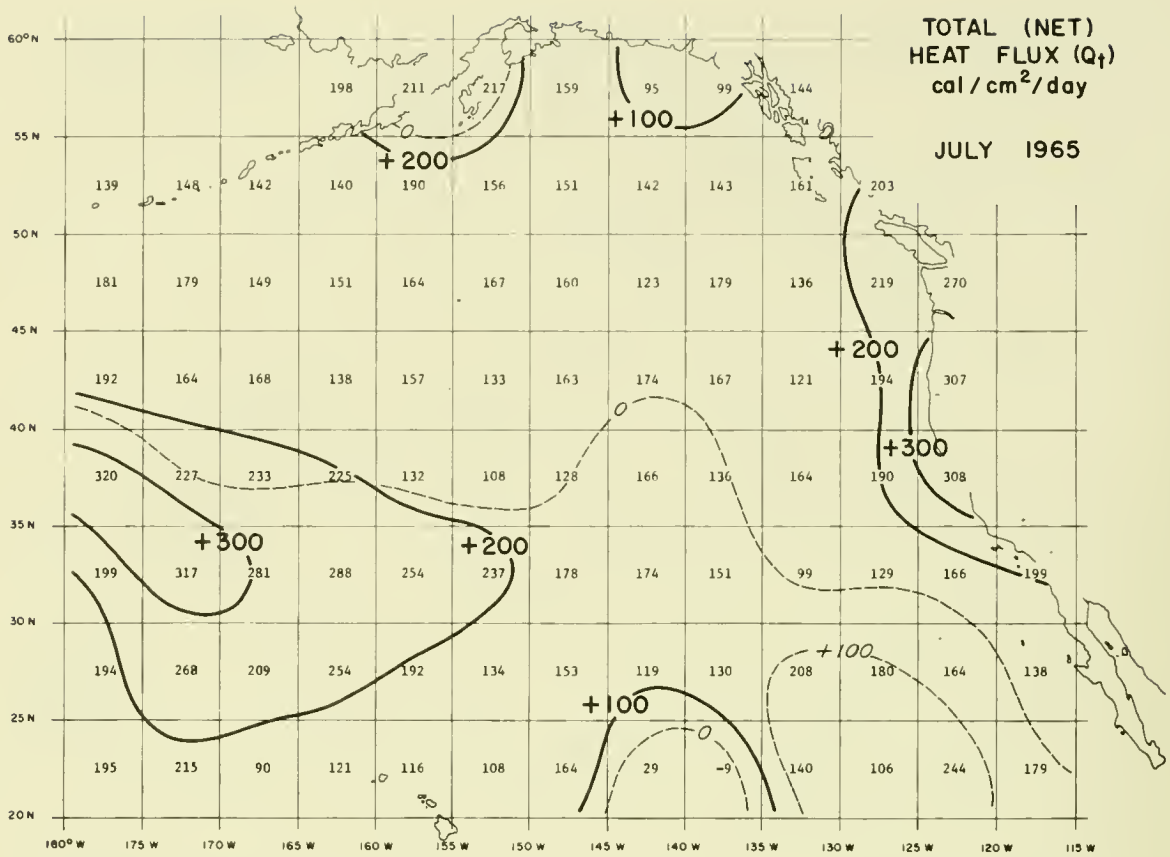 TOTAL (NET)
HEAT FLUX (Qt)
cal/cm²/day
JULY 1965
60°N
198 211 217 159 95 99 144
+100
55 N
0
+200
139 148 142 140 190 156 151 142 143 161 203
50 N
181 179 149 151 164 167 160 123 179 136 219 270
45 N
+200
192 164 168 138 157 133 163 174 167 121 194 307
0
40 N
+300
320 227 233 225 132 108 128 166 136 164 190 308
35 N
+300 +200
199 317 281 288 254 237 178 174 151 99 129 166 199
30 N
+100
194 268 209 254 192 134 153 119 130 208 180 164 138
+100
25 N
0
195 215 90 121 116 108 164 29 -9 140 106 244 179
20 N
180° W 175 W 170 W 165 W 160 W 155 W 150 W 145 W 140 W 135 W 130 W 125 W 120 W 115 W